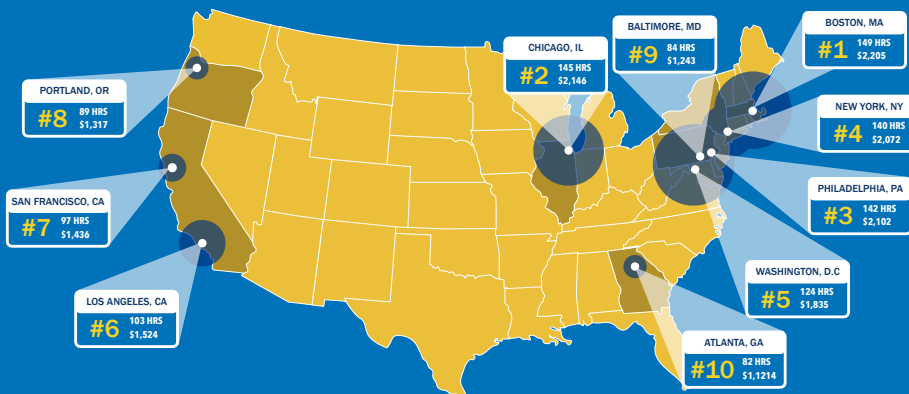 BOSTON, MA
#1
149 HRS
$2,205
CHICAGO, IL
#2
145 HRS
$2,146
BALTIMORE, MD
#9
84 HRS
$1,243
NEW YORK, NY
#4
140 HRS
$2,072
PORTLAND, OR
#8
89 HRS
$1,317
PHILADELPHIA, PA
#3
142 HRS
$2,102
SAN FRANCISCO, CA
#7
97 HRS
$1,436
WASHINGTON, D.C
#5
124 HRS
$1,835
LOS ANGELES, CA
#6
103 HRS
$1,524
ATLANTA, GA
#10
82 HRS
$1,1214